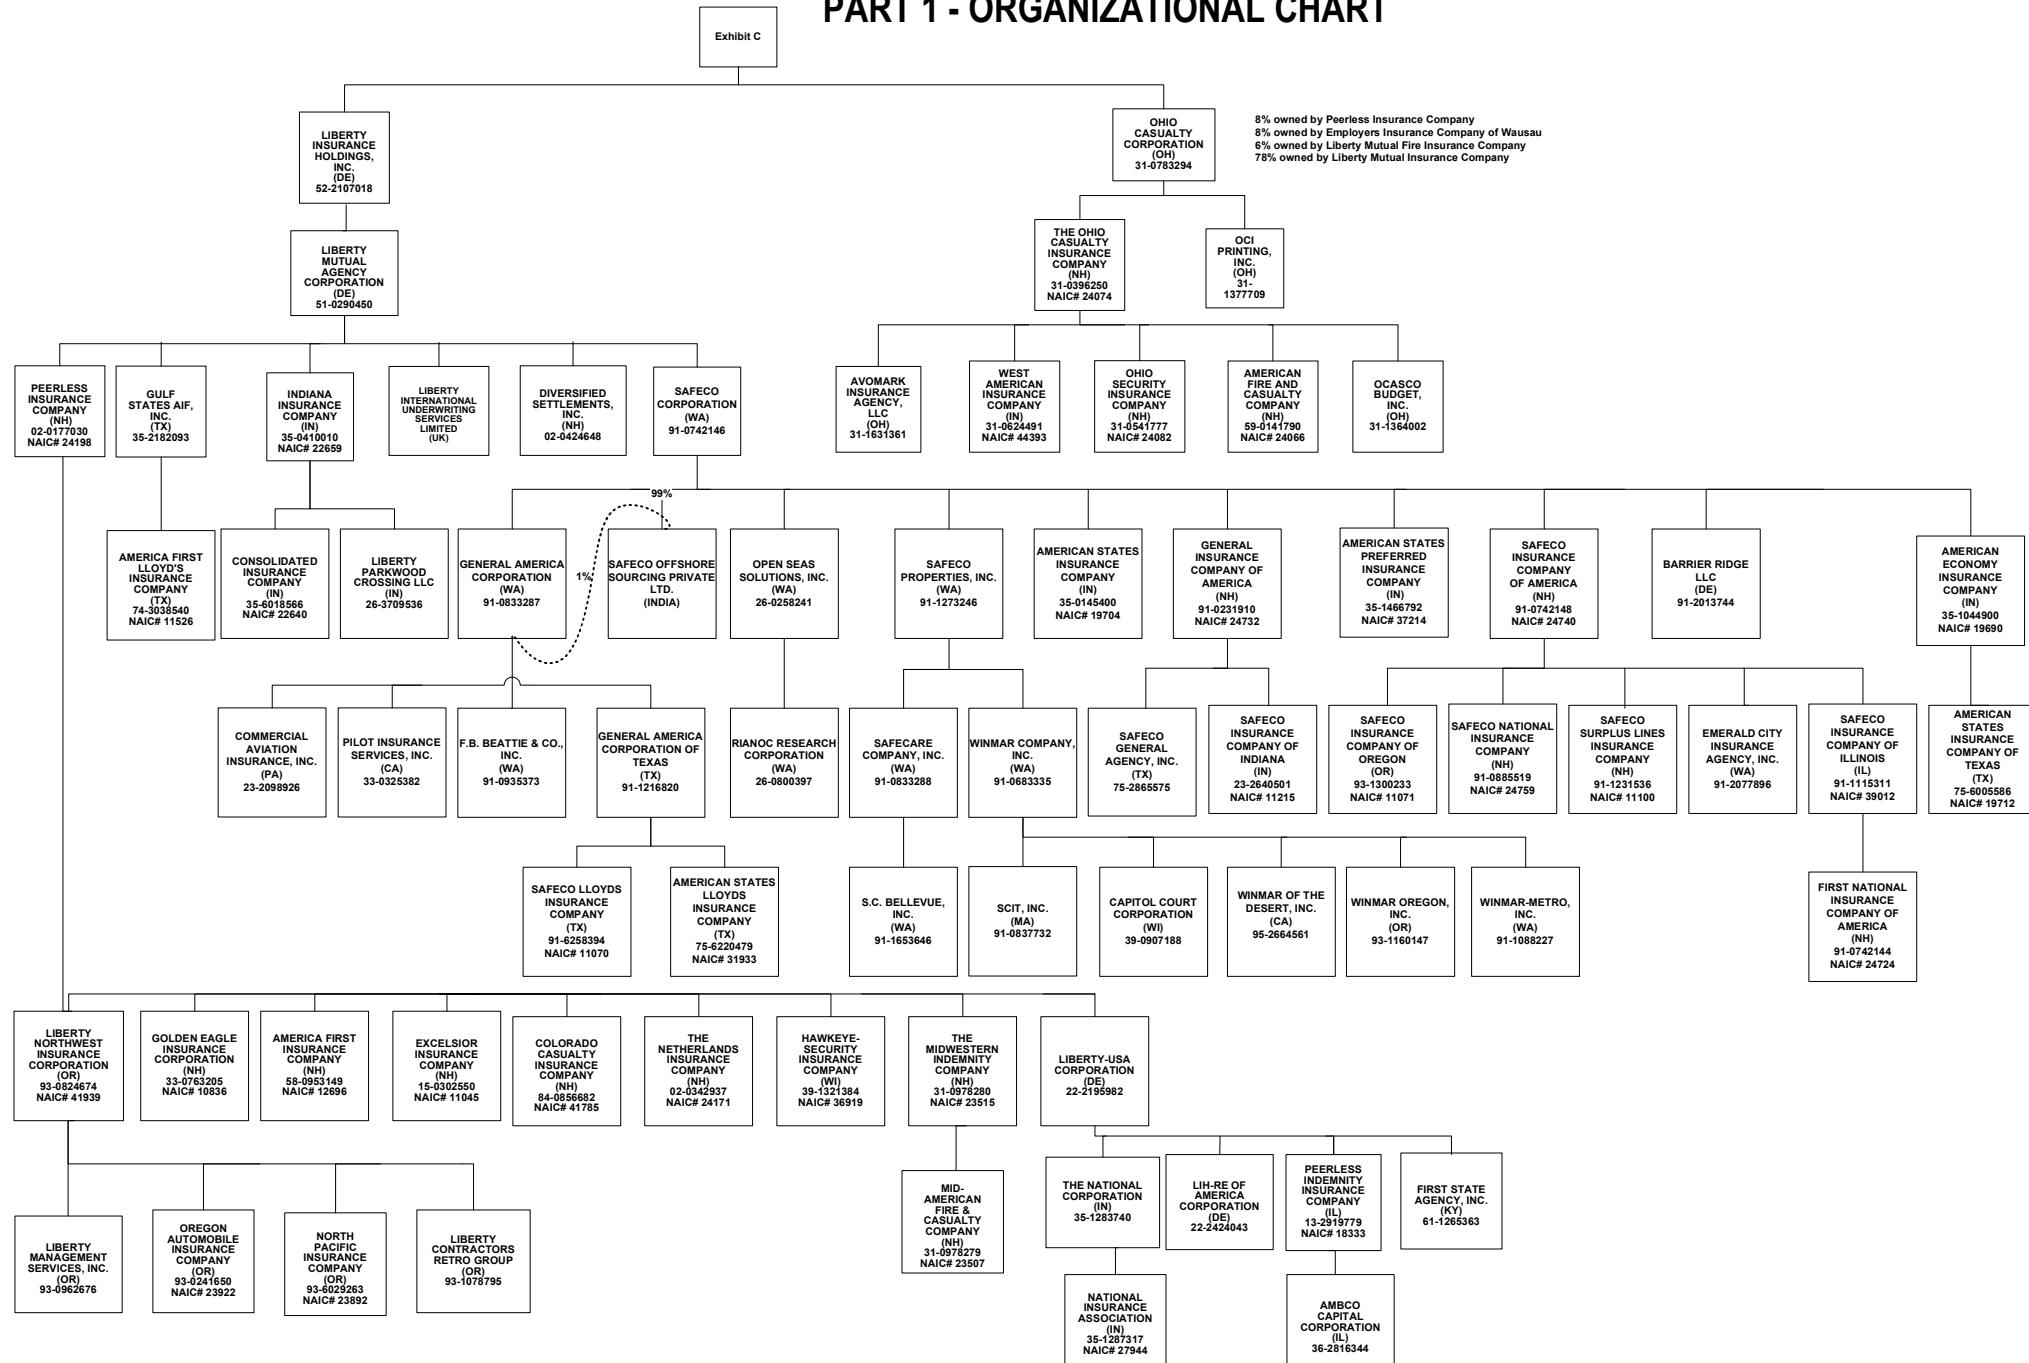 PART 1 - ORGANIZATIONAL CHART
Exhibit C
LIBERTY
INSURANCE
HOLDINGS,
INC.
(DE)
52-2107018
OHIO
CASUALTY
CORPORATION
(OH)
31-0783294
8% owned by Peerless Insurance Company
8% owned by Employers Insurance Company of Wausau
6% owned by Liberty Mutual Fire Insurance Company
78% owned by Liberty Mutual Insurance Company
LIBERTY
MUTUAL
AGENCY
CORPORATION
(DE)
51-0290450
THE OHIO
CASUALTY
INSURANCE
COMPANY
(NH)
31-0396250
NAIC# 24074
OCI
PRINTING,
INC.
(OH)
31-
1377709
PEERLESS
INSURANCE
COMPANY
(NH)
02-0177030
NAIC# 24198
GULF
STATES AIF,
INC.
(TX)
35-2182093
INDIANA
INSURANCE
COMPANY
(IN)
35-0410010
NAIC# 22659
LIBERTY
INTERNATIONAL
UNDERWRITING
SERVICES
LIMITED
(UK)
DIVERSIFIED
SETTLEMENTS,
INC.
(NH)
02-0424648
SAFECO
CORPORATION
(WA)
91-0742146
AVOMARK
INSURANCE
AGENCY,
LLC
(OH)
31-1631361
WEST
AMERICAN
INSURANCE
COMPANY
(IN)
31-0624491
NAIC# 44393
OHIO
SECURITY
INSURANCE
COMPANY
(NH)
31-0541777
NAIC# 24082
AMERICAN
FIRE AND
CASUALTY
COMPANY
(NH)
59-0141790
NAIC# 24066
OCASCO
BUDGET,
INC.
(OH)
31-1364002
99%
1%
AMERICA FIRST
LLOYD'S
INSURANCE
COMPANY
(TX)
74-3038540
NAIC# 11526
CONSOLIDATED
INSURANCE
COMPANY
(IN)
35-6018566
NAIC# 22640
LIBERTY
PARKWOOD
CROSSING LLC
(IN)
26-3709536
GENERAL AMERICA
CORPORATION
(WA)
91-0833287
SAFECO OFFSHORE
SOURCING PRIVATE
LTD.
(INDIA)
OPEN SEAS
SOLUTIONS, INC.
(WA)
26-0258241
SAFECO
PROPERTIES, INC.
(WA)
91-1273246
AMERICAN STATES
INSURANCE
COMPANY
(IN)
35-0145400
NAIC# 19704
GENERAL
INSURANCE
COMPANY OF
AMERICA
(NH)
91-0231910
NAIC# 24732
AMERICAN STATES
PREFERRED
INSURANCE
COMPANY
(IN)
35-1466792
NAIC# 37214
SAFECO
INSURANCE
COMPANY
OF AMERICA
(NH)
91-0742148
NAIC# 24740
BARRIER RIDGE
LLC
(DE)
91-2013744
AMERICAN
ECONOMY
INSURANCE
COMPANY
(IN)
35-1044900
NAIC# 19690
COMMERCIAL
AVIATION
INSURANCE, INC.
(PA)
23-2098926
PILOT INSURANCE
SERVICES, INC.
(CA)
33-0325382
F.B. BEATTIE & CO.,
INC.
(WA)
91-0935373
GENERAL AMERICA
CORPORATION OF
TEXAS
(TX)
91-1216820
RIANOC RESEARCH
CORPORATION
(WA)
26-0800397
SAFECARE
COMPANY, INC.
(WA)
91-0833288
WINMAR COMPANY,
INC.
(WA)
91-0683335
SAFECO
GENERAL
AGENCY, INC.
(TX)
75-2865575
SAFECO
INSURANCE
COMPANY OF
INDIANA
(IN)
23-2640501
NAIC# 11215
SAFECO
INSURANCE
COMPANY OF
OREGON
(OR)
93-1300233
NAIC# 11071
SAFECO NATIONAL
INSURANCE
COMPANY
(NH)
91-0885519
NAIC# 24759
SAFECO
SURPLUS LINES
INSURANCE
COMPANY
(NH)
91-1231536
NAIC# 11100
EMERALD CITY
INSURANCE
AGENCY, INC.
(WA)
91-2077896
SAFECO
INSURANCE
COMPANY OF
ILLINOIS
(IL)
91-1115311
NAIC# 39012
AMERICAN
STATES
INSURANCE
COMPANY OF
TEXAS
(TX)
75-6005586
NAIC# 19712
SAFECO LLOYDS
INSURANCE
COMPANY
(TX)
91-6258394
NAIC# 11070
AMERICAN STATES
LLOYDS
INSURANCE
COMPANY
(TX)
75-6220479
NAIC# 31933
S.C. BELLEVUE,
INC.
(WA)
91-1653646
SCIT, INC.
(MA)
91-0837732
CAPITOL COURT
CORPORATION
(WI)
39-0907188
WINMAR OF THE
DESERT, INC.
(CA)
95-2664561
WINMAR OREGON,
INC.
(OR)
93-1160147
WINMAR-METRO,
INC.
(WA)
91-1088227
FIRST NATIONAL
INSURANCE
COMPANY OF
AMERICA
(NH)
91-0742144
NAIC# 24724
LIBERTY
NORTHWEST
INSURANCE
CORPORATION
(OR)
93-0824674
NAIC# 41939
GOLDEN EAGLE
INSURANCE
CORPORATION
(NH)
33-0763205
NAIC# 10836
AMERICA FIRST
INSURANCE
COMPANY
(NH)
58-0953149
NAIC# 12696
EXCELSIOR
INSURANCE
COMPANY
(NH)
15-0302550
NAIC# 11045
COLORADO
CASUALTY
INSURANCE
COMPANY
(NH)
84-0856682
NAIC# 41785
THE
NETHERLANDS
INSURANCE
COMPANY
(NH)
02-0342937
NAIC# 24171
HAWKEYE-
SECURITY
INSURANCE
COMPANY
(WI)
39-1321384
NAIC# 36919
THE
MIDWESTERN
INDEMNITY
COMPANY
(NH)
31-0978280
NAIC# 23515
LIBERTY-USA
CORPORATION
(DE)
22-2195982
LIBERTY
MANAGEMENT
SERVICES, INC.
(OR)
93-0962676
OREGON
AUTOMOBILE
INSURANCE
COMPANY
(OR)
93-0241650
NAIC# 23922
NORTH
PACIFIC
INSURANCE
COMPANY
(OR)
93-6029263
NAIC# 23892
LIBERTY
CONTRACTORS
RETRO GROUP
(OR)
93-1078795
MID-
AMERICAN
FIRE &
CASUALTY
COMPANY
(NH)
31-0978279
NAIC# 23507
THE NATIONAL
CORPORATION
(IN)
35-1283740
LIH-RE OF
AMERICA
CORPORATION
(DE)
22-2424043
PEERLESS
INDEMNITY
INSURANCE
COMPANY
(IL)
13-2919779
NAIC# 18333
FIRST STATE
AGENCY, INC.
(KY)
61-1265363
NATIONAL
INSURANCE
ASSOCIATION
(IN)
35-1287317
NAIC# 27944
AMBCO
CAPITAL
CORPORATION
(IL)
36-2816344